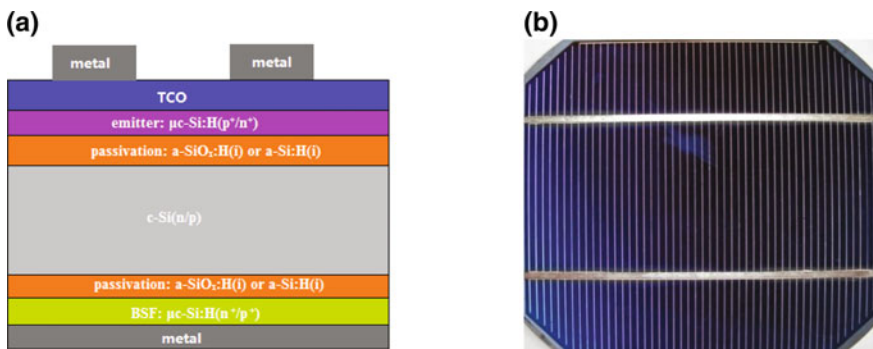 (a)
metal
metal
TCO
emitter: μc-Si:H(p⁺/n⁺)
passivation: a-SiOₓ:H(i) or a-Si:H(i)
c-Si(n/p)
passivation: a-SiOₓ:H(i) or a-Si:H(i)
BSF: μc-Si:H(n⁺/p⁺)
metal
(b)